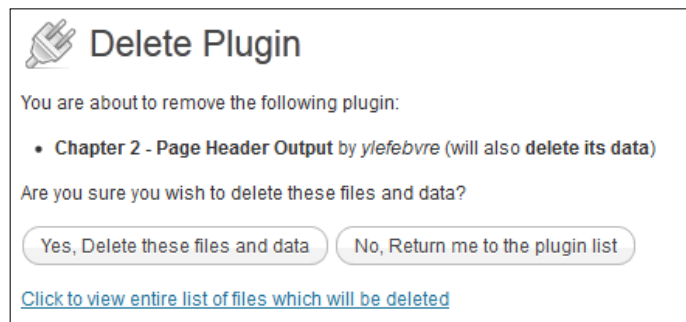 Delete Plugin
You are about to remove the following plugin:
• Chapter 2 - Page Header Output by ylefebvre (will also delete its data)
Are you sure you wish to delete these files and data?
Yes, Delete these files and data No, Return me to the plugin list
Click to view entire list of files which will be deleted